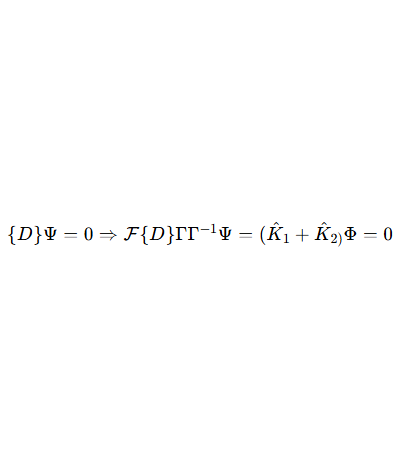 {D}Ψ = 0 ⇒ ℱ{D}ΓΓ⁻¹Ψ = (K̂₁ + K̂₂₎Φ = 0